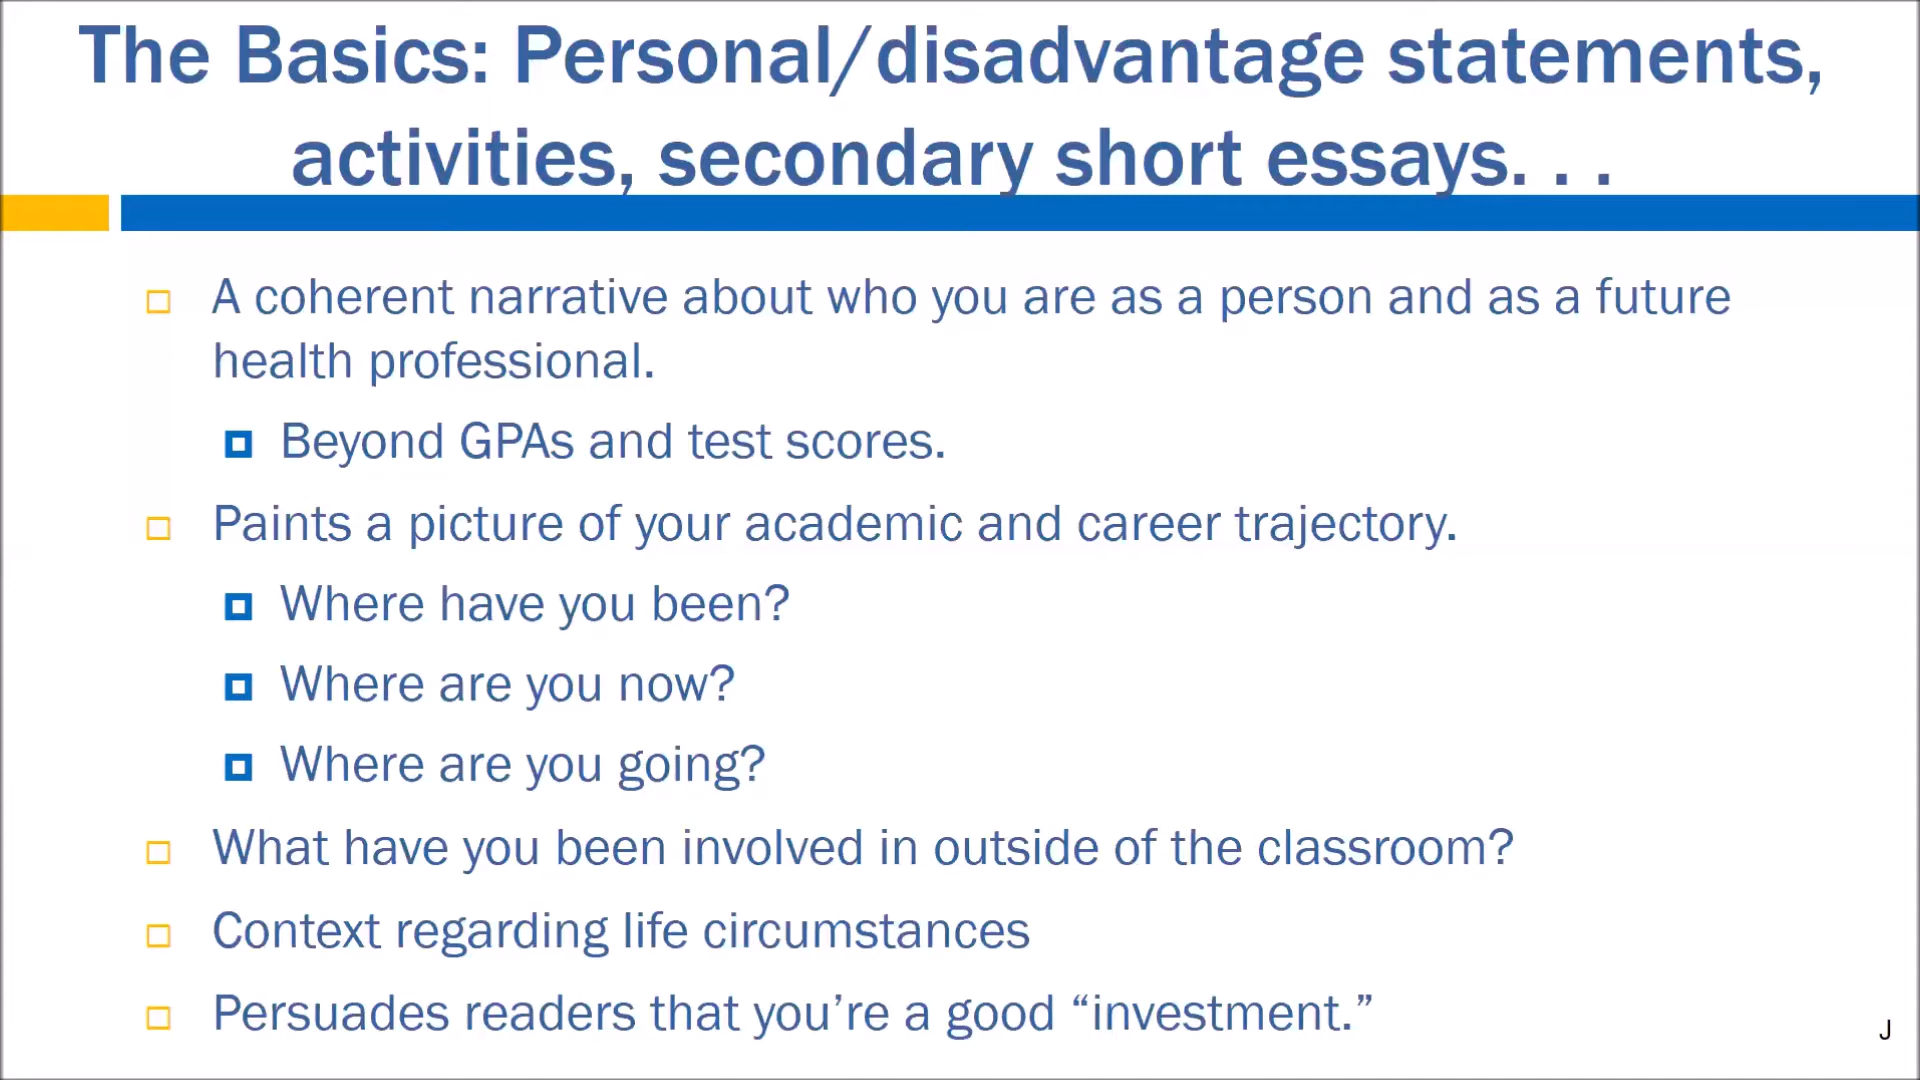 The Basics: Personal/disadvantage statements,
activities, secondary short essays. . .
A coherent narrative about who you are as a person and as a future
health professional.
Beyond GPAs and test scores.
Paints a picture of your academic and career trajectory.
Where have you been?
Where are you now?
Where are you going?
What have you been involved in outside of the classroom?
Context regarding life circumstances
Persuades readers that you’re a good “investment.”
J